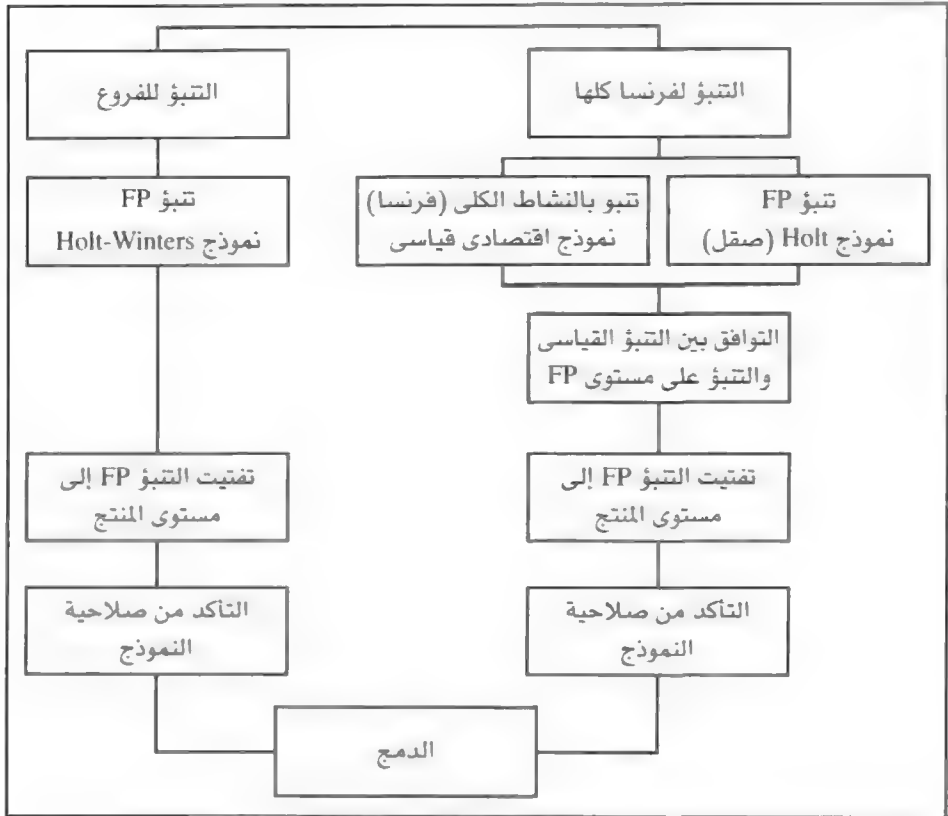 التنبؤ لفرنسا كلها
التنبؤ للفروع
تنبؤ FP
نموذج Holt (صقل)
تنبو بالنشاط الكلى (فرنسا)
نموذج اقتصادى قياسى
تنبؤ FP
نموذج Holt-Winters
التوافق بين التنبؤ القياسى
والتنبؤ على مستوى FP
تفتيت التنبؤ FP إلى
مستوى المنتج
تفتيت التنبؤ FP إلى
مستوى المنتج
التأكد من صلاحية
النموذج
التأكد من صلاحية
النموذج
الدمج